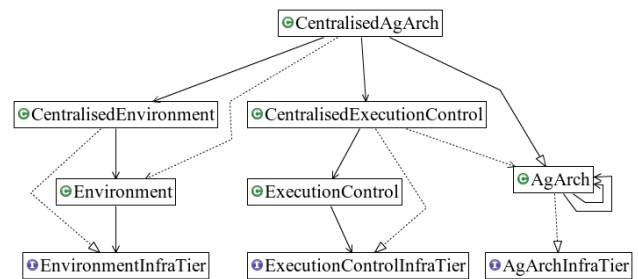 CentralisedAgArch
CentralisedEnvironment
CentralisedExecutionControl
Environment
ExecutionControl
AgArch
EnvironmentInfraTier
ExecutionControlInfraTier
AgArchInfraTier